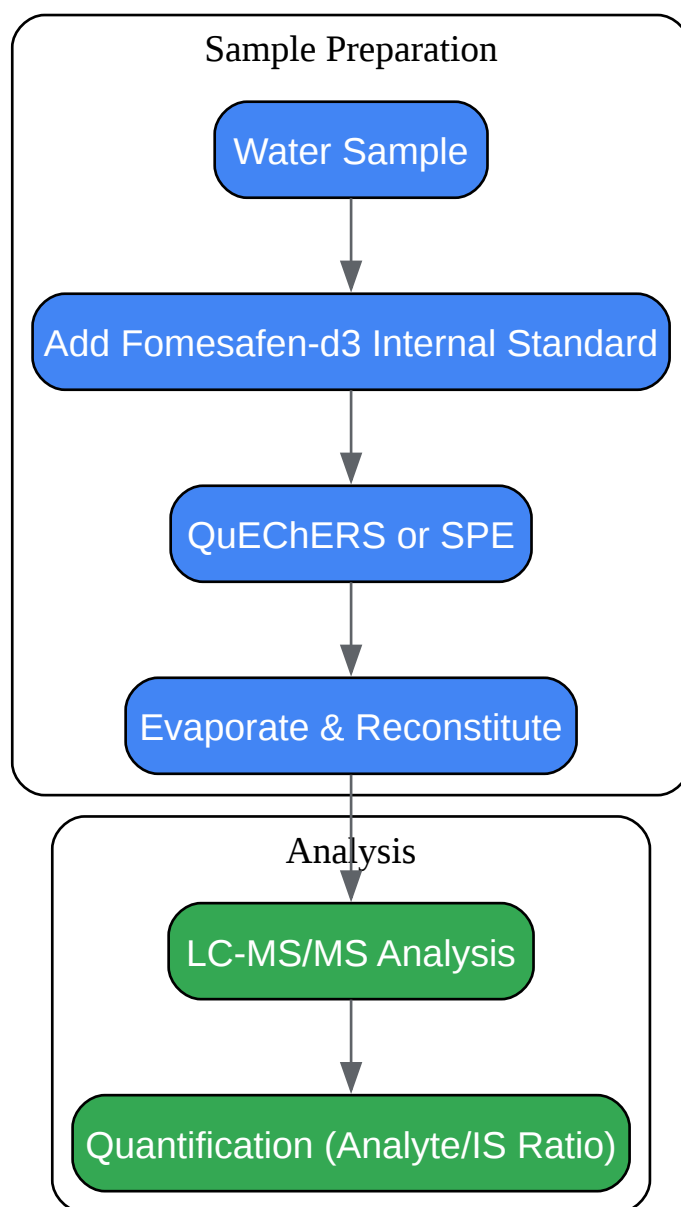 Sample Preparation
Water Sample
Add Fomesafen-d3 Internal Standard
QuEChERS or SPE
Evaporate & Reconstitute
Analysis
LC-MS/MS Analysis
Quantification (Analyte/IS Ratio)